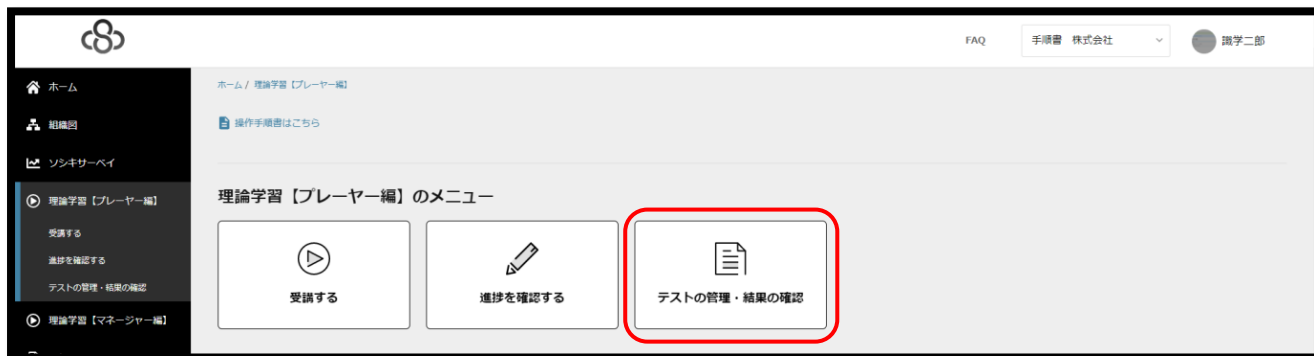 FAQ
手順書 株式会社
識学二郎
ホーム
組織図
ソシキサーベイ
理論学習【プレーヤー編】
受講する
進捗を確認する
テストの管理・結果の確認
理論学習【マネージャー編】
ホーム / 理論学習【プレーヤー編】
操作手順書はこちら
理論学習【プレーヤー編】のメニュー
受講する
進捗を確認する
テストの管理・結果の確認